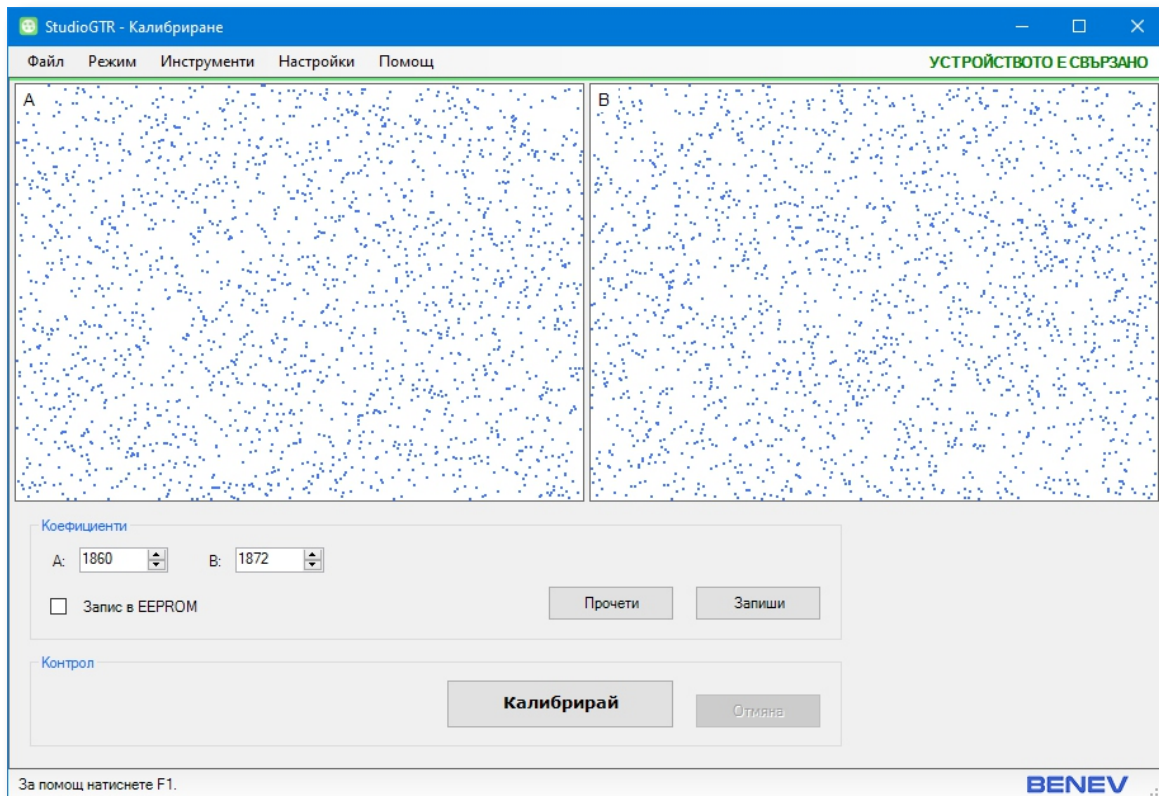 StudioGTR - Калибриране
Файл Режим Инструменти Настройки Помощ УСТРОЙСТВОТО Е СВЪРЗАНО
A B
Коефициенти
A: 1860 B: 1872
Запис в EEPROM Прочети Запиши
Контрол
Калибрирай Отмяна
За помощ натиснете F1. BENEV